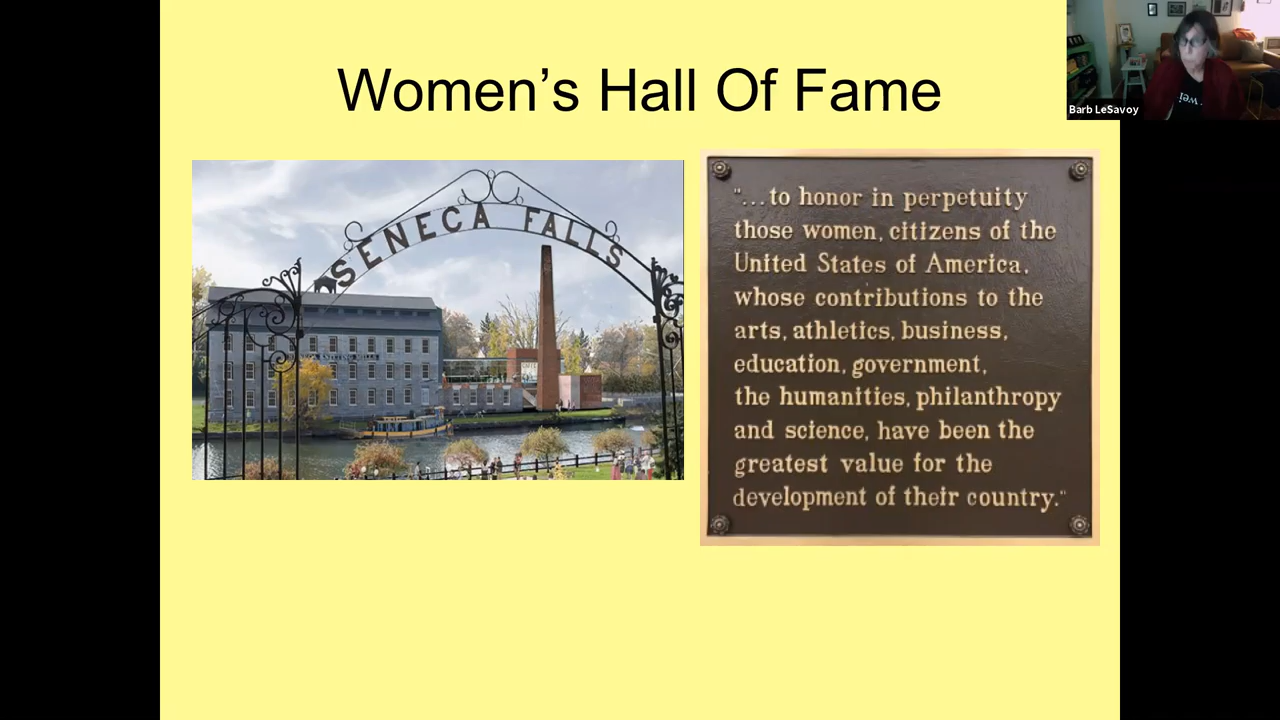 Women’s Hall Of Fame
Barb LeSavoy
SENECA FALLS
"...to honor in perpetuity
those women, citizens of the
United States of America,
whose contributions to the
arts, athletics, business,
education, government,
the humanities, philanthropy
and science, have been the
greatest value for the
development of their country."